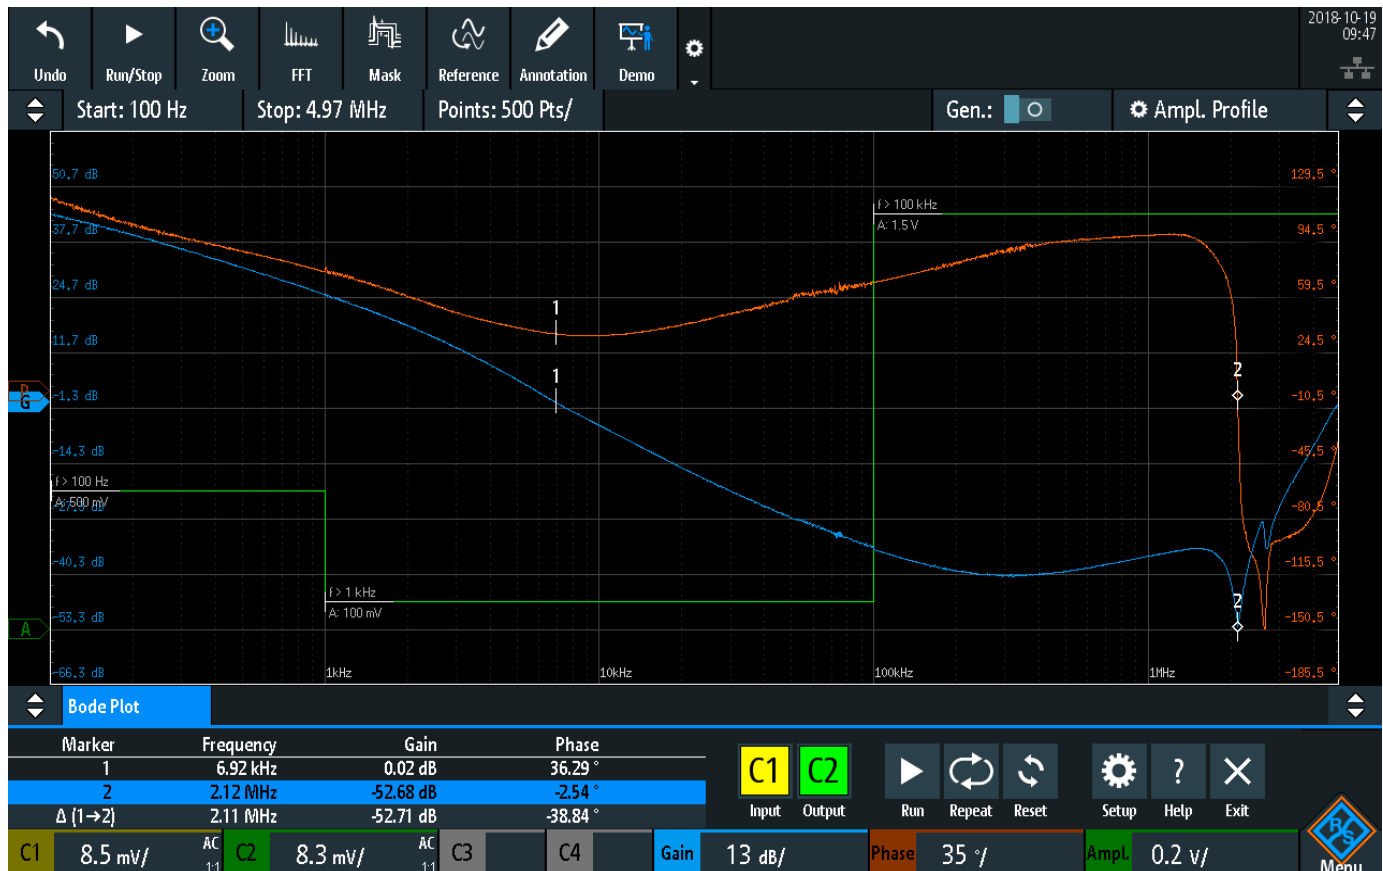 2018-10-19
09:47
Undo Run/Stop Zoom FFT Mask Reference Annotation Demo
Start: 100 Hz Stop: 4.97 MHz Points: 500 Pts/ Gen.: Ampl. Profile
50.7 dB 129.5 °
f > 100 kHz
A: 1.5 V
37.7 dB 94.5 °
24.7 dB 59.5 °
1
11.7 dB 24.5 °
1 2
G -1.3 dB -10.5 °
-14.3 dB -45.5 °
f > 100 Hz
A: 500 mV
-27.3 dB -80.5 °
-40.3 dB -115.5 °
f > 1 kHz
A: 100 mV
2
A -53.3 dB -150.5 °
-66.3 dB 1kHz 10kHz 100kHz 1MHz -185.5 °
Bode Plot
Marker Frequency Gain Phase
1 6.92 kHz 0.02 dB 36.29 °
2 2.12 MHz -52.68 dB -2.54 °
Δ (1→2) 2.11 MHz -52.71 dB -38.84 °
C1 C2
Input Output Run Repeat Reset Setup Help Exit
C1 8.5 mV/ AC 1:1 C2 8.3 mV/ AC 1:1 C3 C4 Gain 13 dB/ Phase 35 °/ Ampl. 0.2 V/ R&S Menu